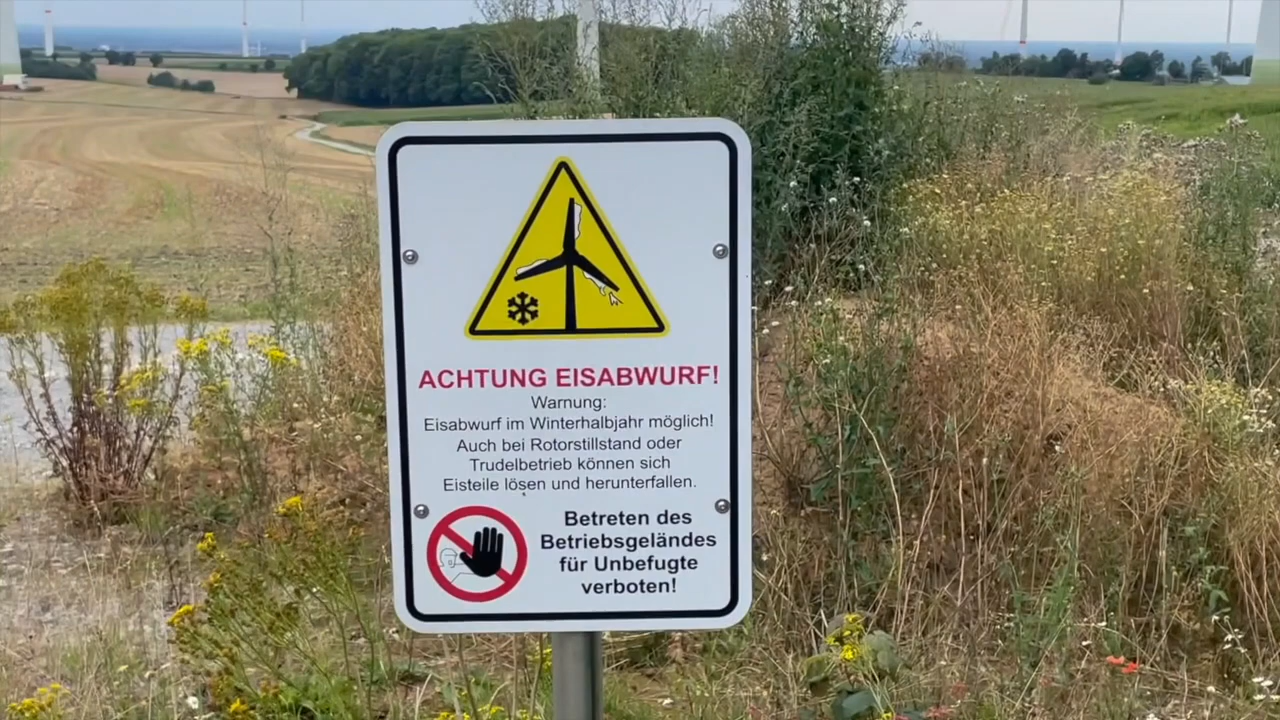 ACHTUNG EISABWURF!
Warnung:
Eisabwurf im Winterhalbjahr möglich!
Auch bei Rotorstillstand oder
Trudelbetrieb können sich
Eisteile lösen und herunterfallen.
Betreten des
Betriebsgeländes
für Unbefugte
verboten!